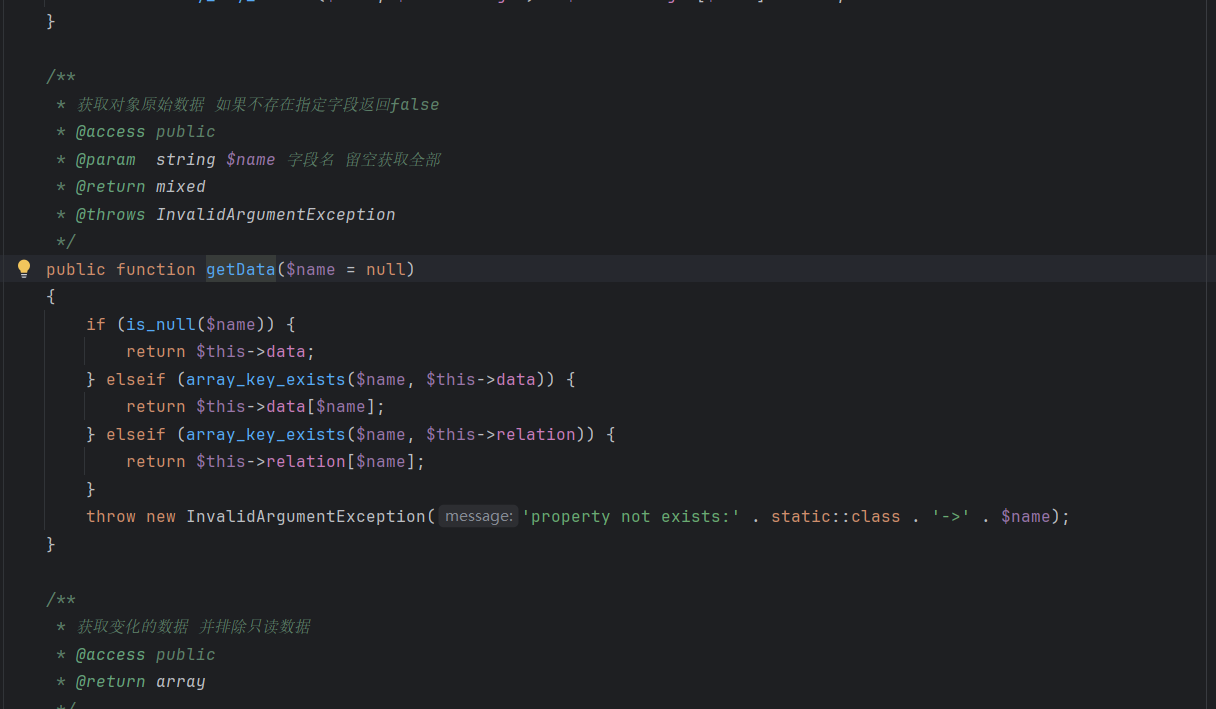 }
/**
* 获取对象原始数据 如果不存在指定字段返回false
* @access public
* @param  string $name 字段名 留空获取全部
* @return mixed
* @throws InvalidArgumentException
*/
public function getData($name = null)
{
if (is_null($name)) {
return $this->data;
} elseif (array_key_exists($name, $this->data)) {
return $this->data[$name];
} elseif (array_key_exists($name, $this->relation)) {
return $this->relation[$name];
}
throw new InvalidArgumentException( message: 'property not exists:' . static::class . '->' . $name);
}
/**
* 获取变化的数据 并排除只读数据
* @access public
* @return array
*/